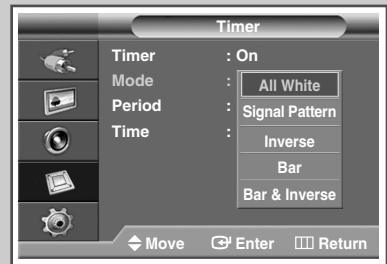 Timer
Timer : On
Mode :
Period :
Time :
All White
Signal Pattern
Inverse
Bar
Bar & Inverse
Move Enter Return